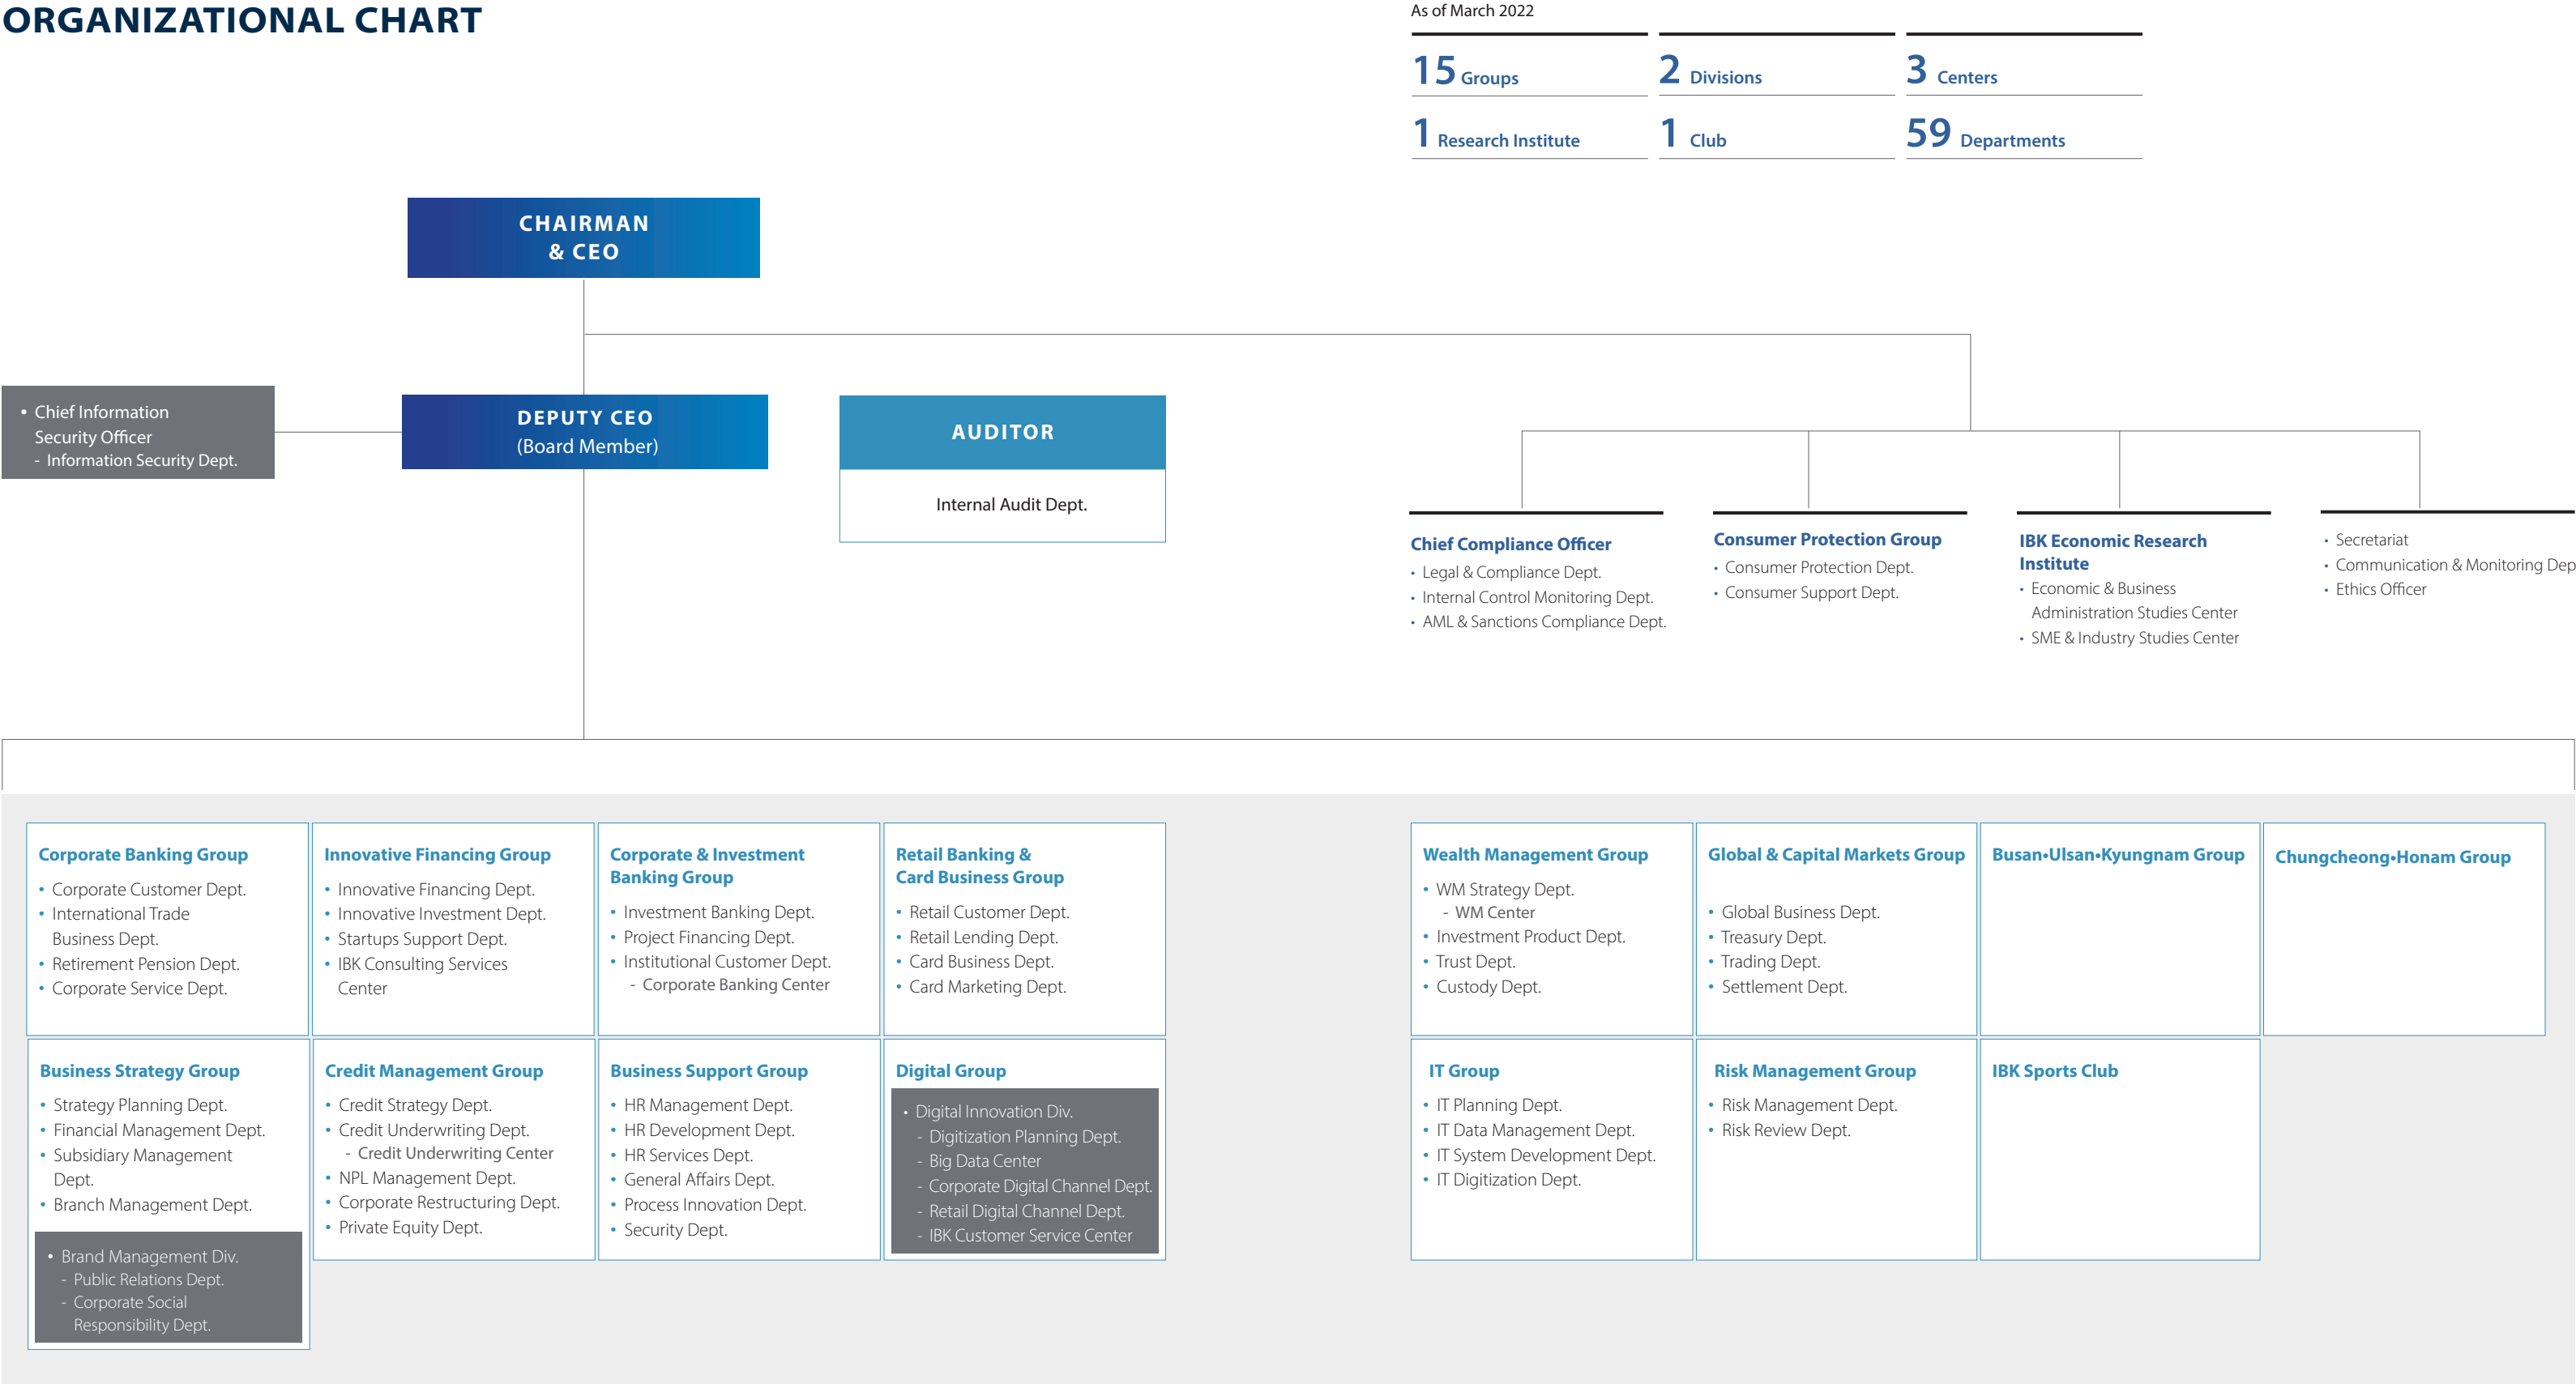 ORGANIZATIONAL CHART
As of March 2022
15 Groups
2 Divisions
3 Centers
1 Research Institute
1 Club
59 Departments
CHAIRMAN
& CEO
• Chief Information
Security Officer
- Information Security Dept.
DEPUTY CEO
(Board Member)
AUDITOR
Internal Audit Dept.
Chief Compliance Officer
• Legal & Compliance Dept.
• Internal Control Monitoring Dept.
• AML & Sanctions Compliance Dept.
Consumer Protection Group
• Consumer Protection Dept.
• Consumer Support Dept.
IBK Economic Research
Institute
• Economic & Business
Administration Studies Center
• SME & Industry Studies Center
• Secretariat
• Communication & Monitoring Dep
• Ethics Officer
Corporate Banking Group
• Corporate Customer Dept.
• International Trade
Business Dept.
• Retirement Pension Dept.
• Corporate Service Dept.
Innovative Financing Group
• Innovative Financing Dept.
• Innovative Investment Dept.
• Startups Support Dept.
• IBK Consulting Services
Center
Corporate & Investment
Banking Group
• Investment Banking Dept.
• Project Financing Dept.
• Institutional Customer Dept.
- Corporate Banking Center
Retail Banking &
Card Business Group
• Retail Customer Dept.
• Retail Lending Dept.
• Card Business Dept.
• Card Marketing Dept.
Wealth Management Group
• WM Strategy Dept.
- WM Center
• Investment Product Dept.
• Trust Dept.
• Custody Dept.
Global & Capital Markets Group
• Global Business Dept.
• Treasury Dept.
• Trading Dept.
• Settlement Dept.
Busan•Ulsan•Kyungnam Group
Chungcheong•Honam Group
Business Strategy Group
• Strategy Planning Dept.
• Financial Management Dept.
• Subsidiary Management
Dept.
• Branch Management Dept.
• Brand Management Div.
- Public Relations Dept.
- Corporate Social
Responsibility Dept.
Credit Management Group
• Credit Strategy Dept.
• Credit Underwriting Dept.
- Credit Underwriting Center
• NPL Management Dept.
• Corporate Restructuring Dept.
• Private Equity Dept.
Business Support Group
• HR Management Dept.
• HR Development Dept.
• HR Services Dept.
• General Affairs Dept.
• Process Innovation Dept.
• Security Dept.
Digital Group
• Digital Innovation Div.
- Digitization Planning Dept.
- Big Data Center
- Corporate Digital Channel Dept.
- Retail Digital Channel Dept.
- IBK Customer Service Center
IT Group
• IT Planning Dept.
• IT Data Management Dept.
• IT System Development Dept.
• IT Digitization Dept.
Risk Management Group
• Risk Management Dept.
• Risk Review Dept.
IBK Sports Club